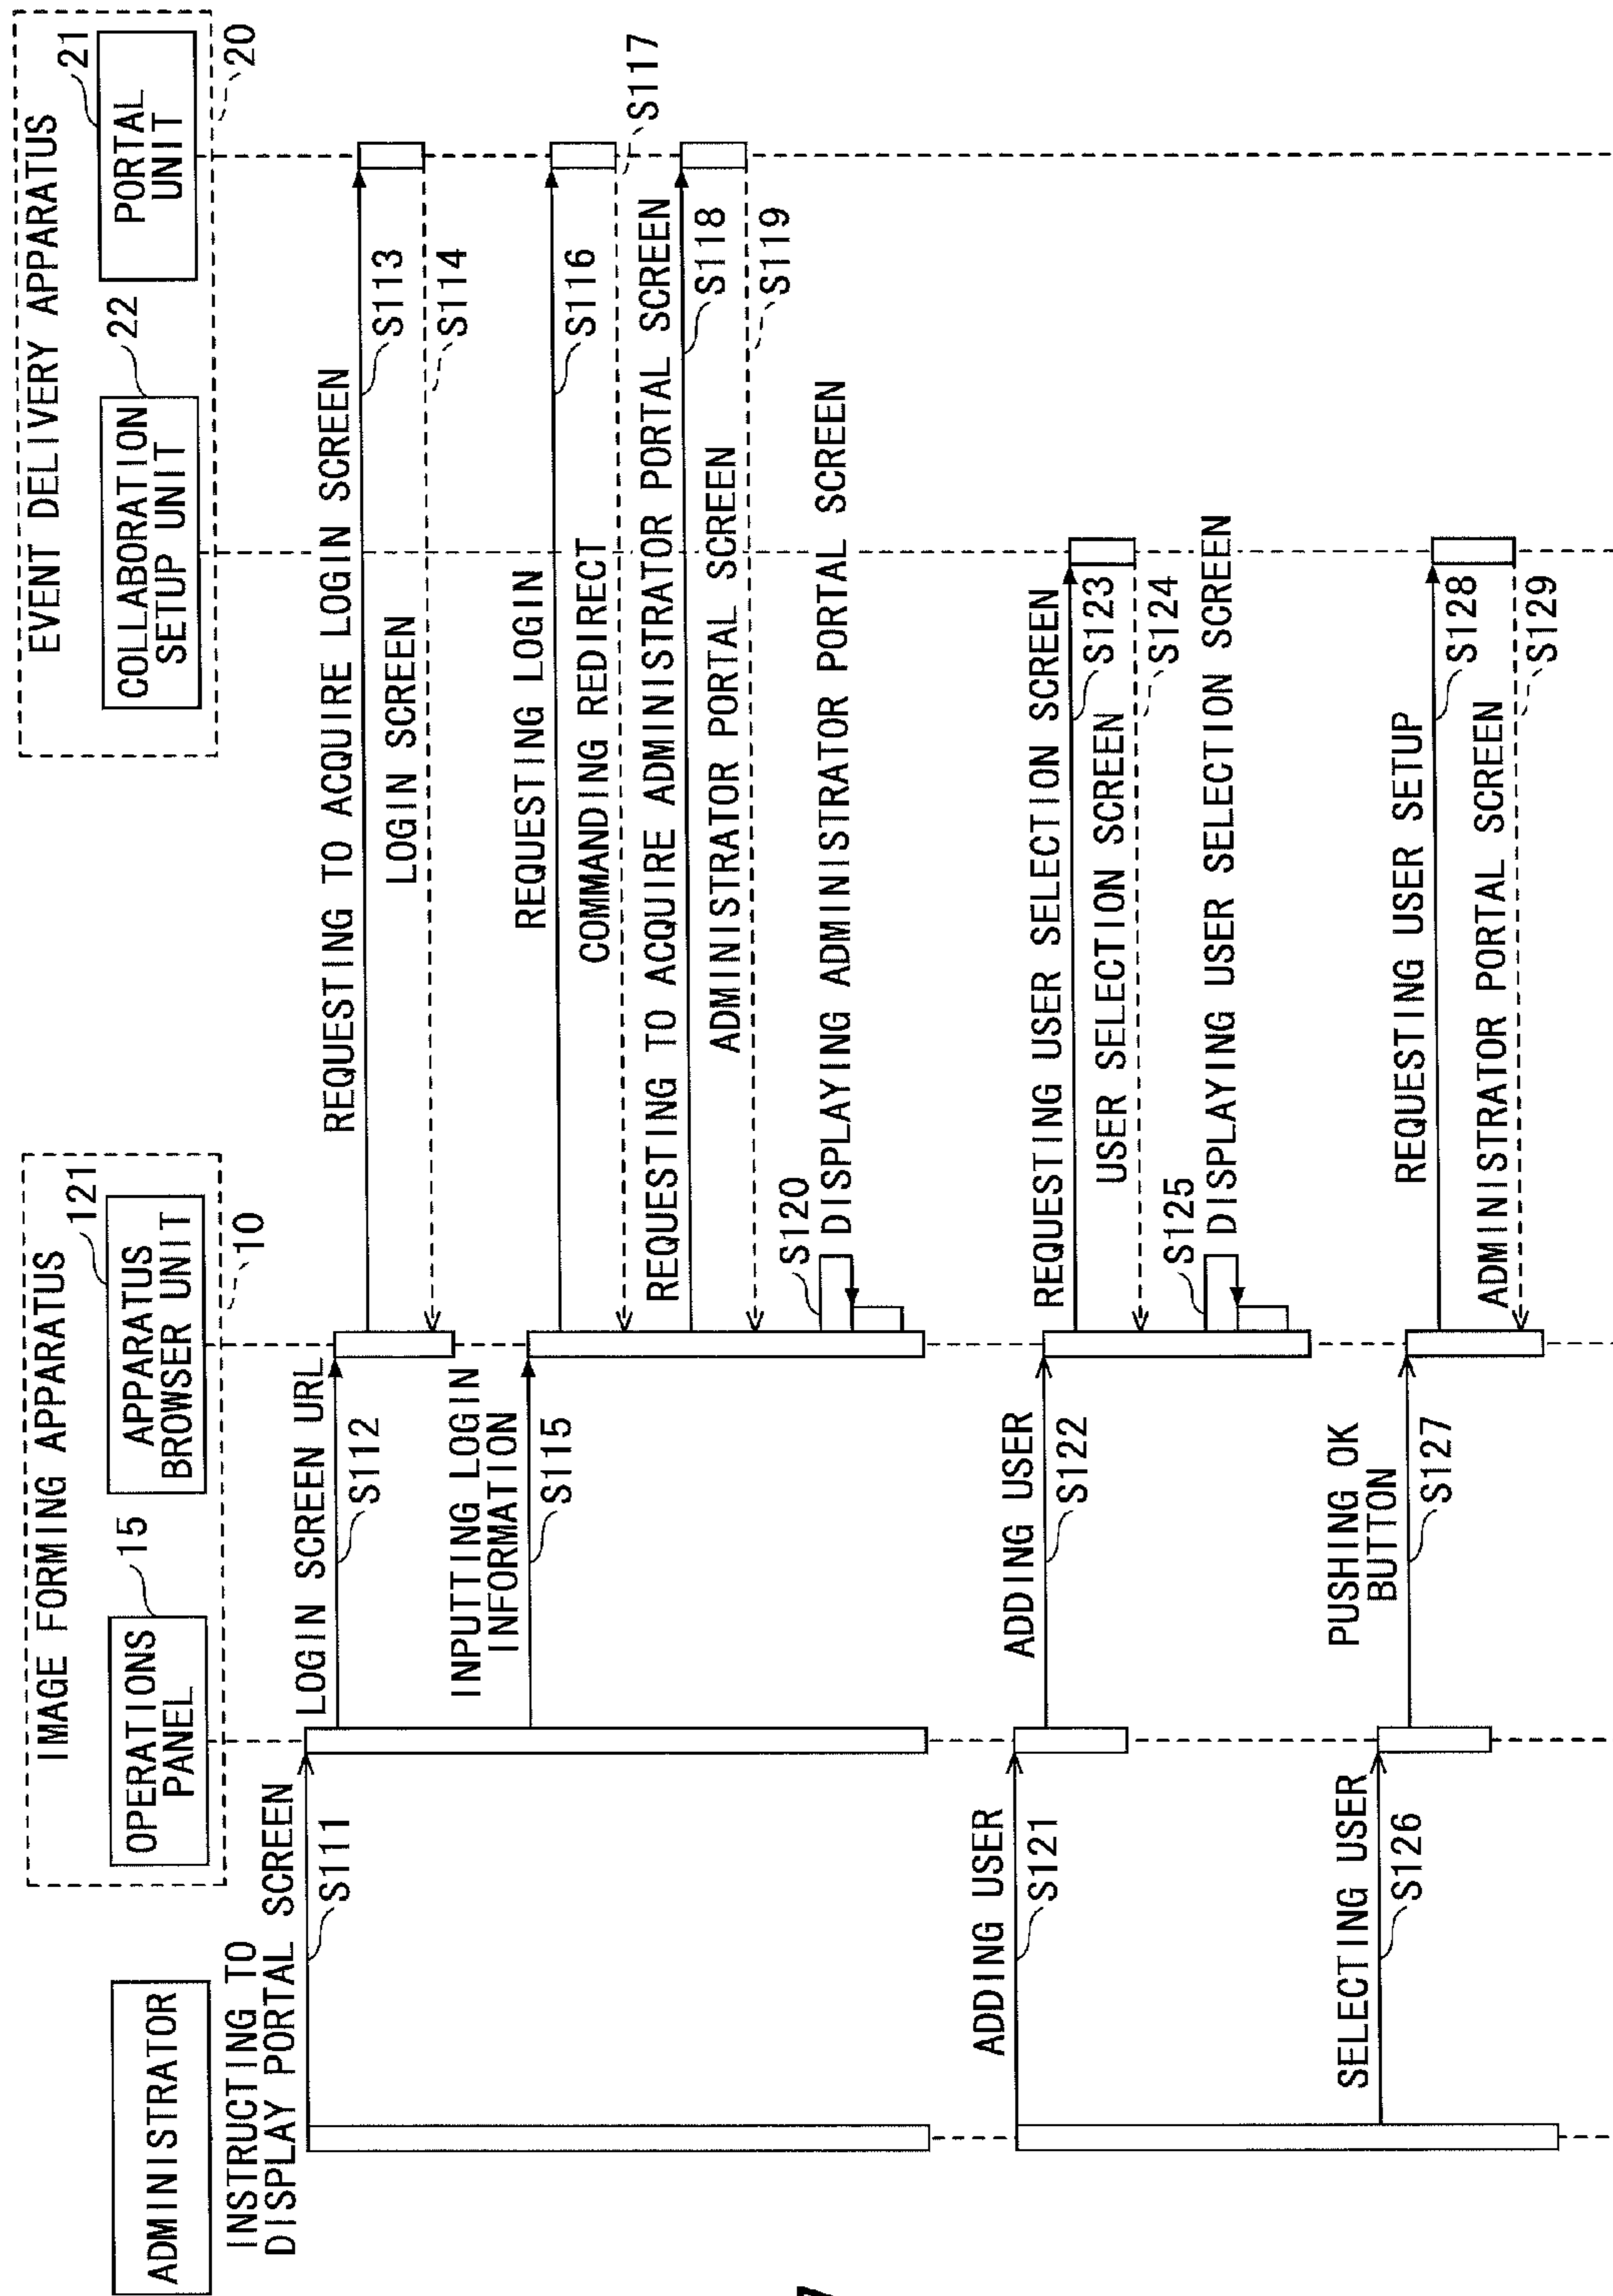 ADMINISTRATOR
IMAGE FORMING APPARATUS
OPERATIONS
PANEL
15
APPARATUS
BROWSER UNIT
121
10
EVENT DELIVERY APPARATUS
COLLABORATION
SETUP UNIT
22
PORTAL
UNIT
21
20
INSTRUCTING TO
DISPLAY PORTAL SCREEN
S111
LOGIN SCREEN URL
S112
REQUESTING TO ACQUIRE LOGIN SCREEN
S113
LOGIN SCREEN
S114
INPUTTING LOGIN
INFORMATION
S115
REQUESTING LOGIN
S116
COMMANDING REDIRECT
S117
REQUESTING TO ACQUIRE ADMINISTRATOR PORTAL SCREEN
S118
ADMINISTRATOR PORTAL SCREEN
S119
S120
DISPLAYING ADMINISTRATOR PORTAL SCREEN
ADDING USER
S121
ADDING USER
S122
REQUESTING USER SELECTION SCREEN
S123
USER SELECTION SCREEN
S124
S125
DISPLAYING USER SELECTION SCREEN
SELECTING USER
S126
PUSHING OK
BUTTON
S127
REQUESTING USER SETUP
S128
ADMINISTRATOR PORTAL SCREEN
S129
7